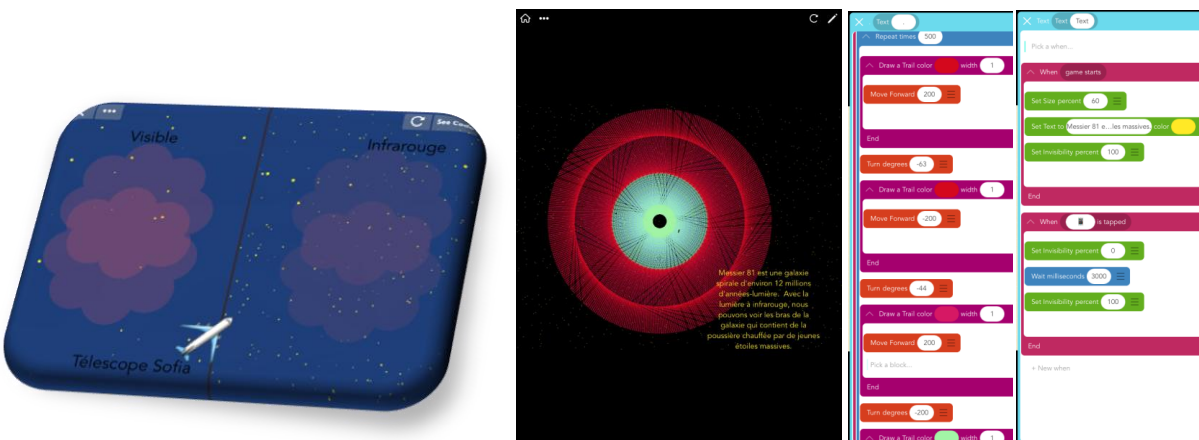 See Co
Visible
Infrarouge
Télescope Sofia
Messier 81 est une galaxie
spirale d'environ 12 millions
d'années-lumière. Avec la
lumière à infrarouge, nous
pouvons voir les bras de la
galaxie qui contient de la
poussière chauffée par de jeunes
étoiles massives.
Text .
Repeat times 500
Draw a Trail color width 1
Move Forward 200
End
Turn degrees -63
Draw a Trail color width 1
Move Forward -200
End
Turn degrees -44
Draw a Trail color width 1
Move Forward 200
Pick a block...
End
Turn degrees -200
Draw a Trail color width 1
Text Text Text
Pick a when...
When game starts
Set Size percent 60
Set Text to Messier 81 e...les massives. color
Set Invisibility percent 100
End
When is tapped
Set Invisibility percent 0
Wait milliseconds 3000
Set Invisibility percent 100
End
+ New when